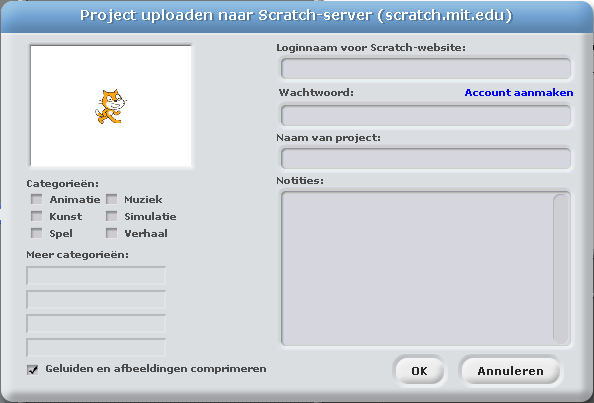 Project uploaden naar Scratch-server (scratch.mit.edu)
Loginnaam voor Scratch-website:
Wachtwoord: Account aanmaken
Naam van project:
Notities:
Categorieën:
Animatie Muziek
Kunst Simulatie
Spel Verhaal
Meer categorieën:
Geluiden en afbeeldingen comprimeren
OK Annuleren